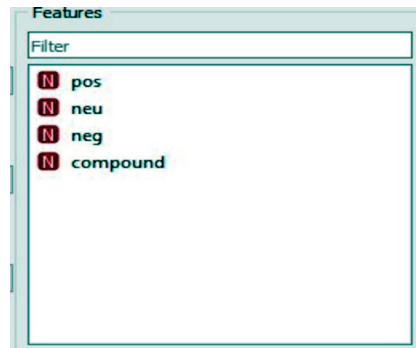 Features
Filter
N pos
N neu
N neg
N compound